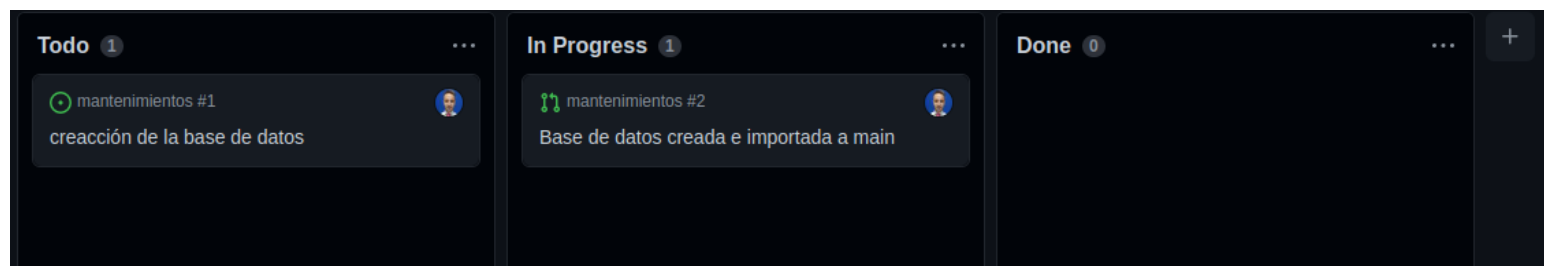 Todo 1
mantenimientos #1
creacción de la base de datos
In Progress 1
mantenimientos #2
Base de datos creada e importada a main
Done 0